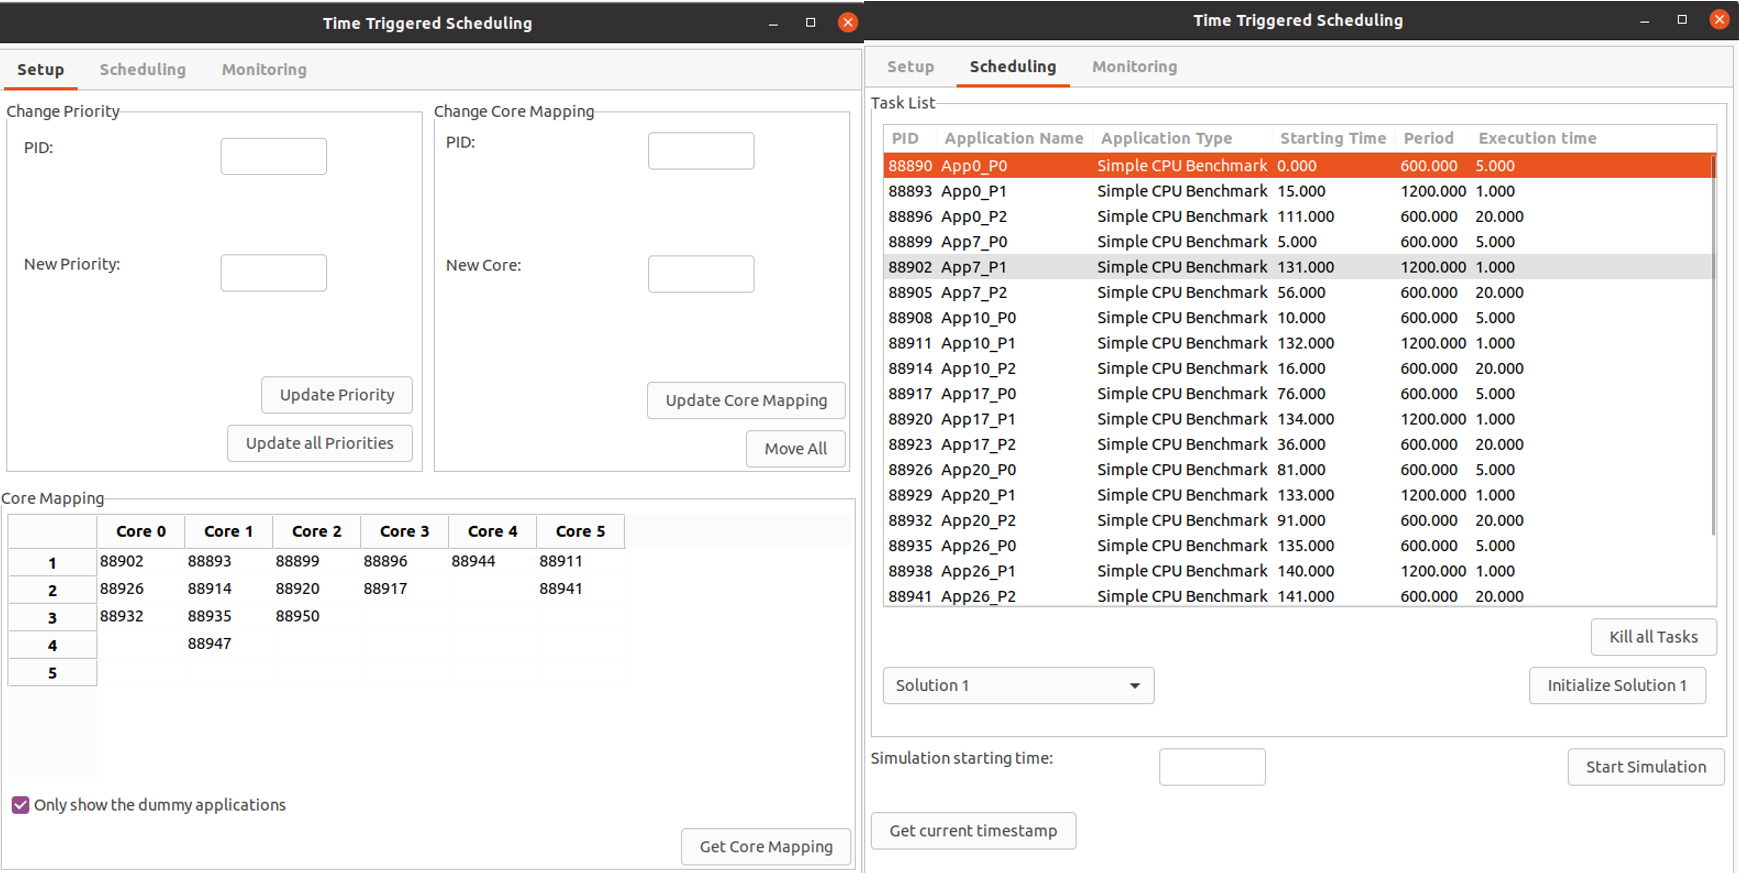 Time Triggered Scheduling
Setup Scheduling Monitoring
Change Priority
PID:
New Priority:
Update Priority
Update all Priorities
Change Core Mapping
PID:
New Core:
Update Core Mapping
Move All
Core Mapping
Core 0 Core 1 Core 2 Core 3 Core 4 Core 5
1 88902 88893 88899 88896 88944 88911
2 88926 88914 88920 88917 88941
3 88932 88935 88950
4 88947
5
Only show the dummy applications
Get Core Mapping
Time Triggered Scheduling
Setup Scheduling Monitoring
Task List
PID Application Name Application Type Starting Time Period Execution time
88890 App0_P0 Simple CPU Benchmark 0.000 600.000 5.000
88893 App0_P1 Simple CPU Benchmark 15.000 1200.000 1.000
88896 App0_P2 Simple CPU Benchmark 111.000 600.000 20.000
88899 App7_P0 Simple CPU Benchmark 5.000 600.000 5.000
88902 App7_P1 Simple CPU Benchmark 131.000 1200.000 1.000
88905 App7_P2 Simple CPU Benchmark 56.000 600.000 20.000
88908 App10_P0 Simple CPU Benchmark 10.000 600.000 5.000
88911 App10_P1 Simple CPU Benchmark 132.000 1200.000 1.000
88914 App10_P2 Simple CPU Benchmark 16.000 600.000 20.000
88917 App17_P0 Simple CPU Benchmark 76.000 600.000 5.000
88920 App17_P1 Simple CPU Benchmark 134.000 1200.000 1.000
88923 App17_P2 Simple CPU Benchmark 36.000 600.000 20.000
88926 App20_P0 Simple CPU Benchmark 81.000 600.000 5.000
88929 App20_P1 Simple CPU Benchmark 133.000 1200.000 1.000
88932 App20_P2 Simple CPU Benchmark 91.000 600.000 20.000
88935 App26_P0 Simple CPU Benchmark 135.000 600.000 5.000
88938 App26_P1 Simple CPU Benchmark 140.000 1200.000 1.000
88941 App26_P2 Simple CPU Benchmark 141.000 600.000 20.000
Kill all Tasks
Solution 1
Initialize Solution 1
Simulation starting time:
Start Simulation
Get current timestamp